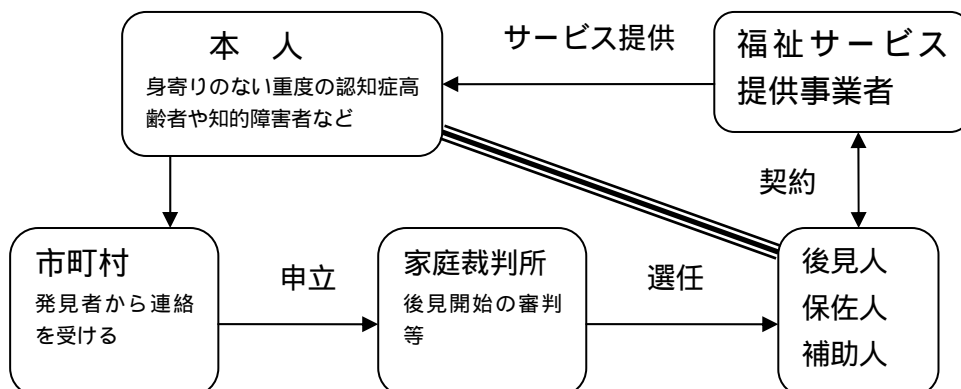 本　人
身寄りのない重度の認知症高
齢者や知的障害者など
サービス提供
福祉サービス
提供事業者
契約
市町村
発見者から連絡
を受ける
申立
家庭裁判所
後見開始の審判
等
選任
後見人
保佐人
補助人